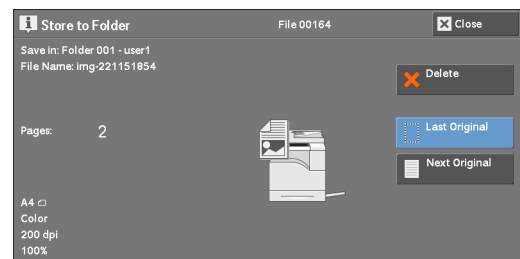 Store to Folder
File 00164
Close
Save in: Folder 001 - user1
File Name: img-221151854
Delete
Pages: 2
Last Original
Next Original
A4
Color
200 dpi
100%